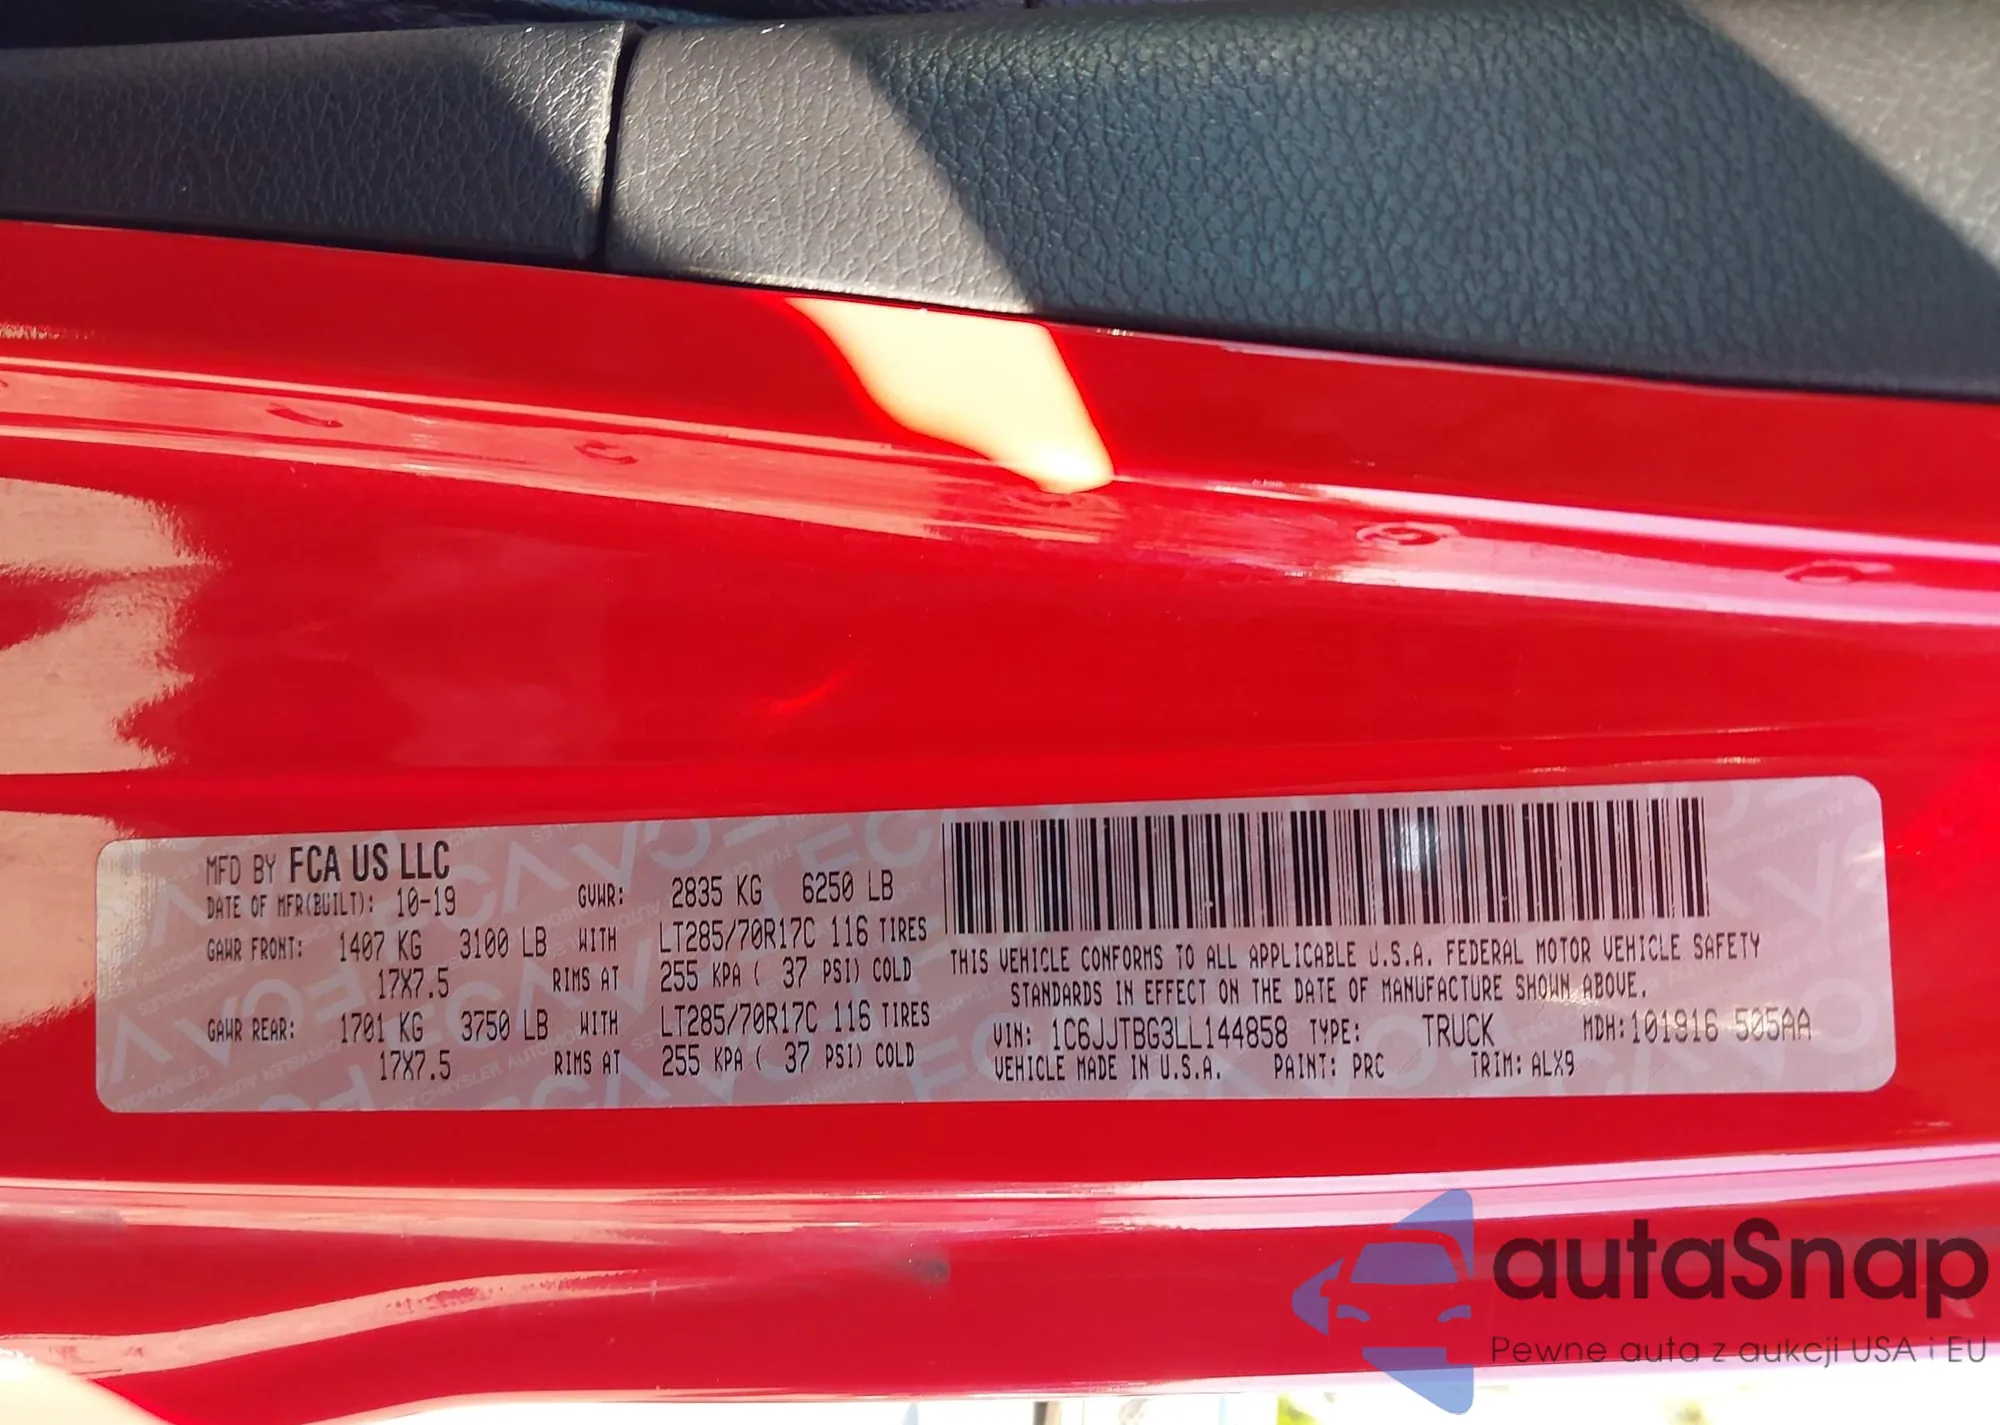 MFD BY FCA US LLC
DATE OF MFR(BUILT): 10-19 GVWR: 2835 KG 6250 LB
GAWR FRONT: 1407 KG 3100 LB WITH LT285/70R17C 116 TIRES
17X7.5 RIMS AT 255 KPA ( 37 PSI) COLD
GAWR REAR: 1701 KG 3750 LB WITH LT285/70R17C 116 TIRES
17X7.5 RIMS AT 255 KPA ( 37 PSI) COLD
THIS VEHICLE CONFORMS TO ALL APPLICABLE U.S.A. FEDERAL MOTOR VEHICLE SAFETY
STANDARDS IN EFFECT ON THE DATE OF MANUFACTURE SHOWN ABOVE.
VIN: 1C6JJTBG3LL144858 TYPE: TRUCK MDH:101916 505AA
VEHICLE MADE IN U.S.A. PAINT: PRC TRIM: ALX9
autaSnap
Pewne auta z aukcji USA i EU